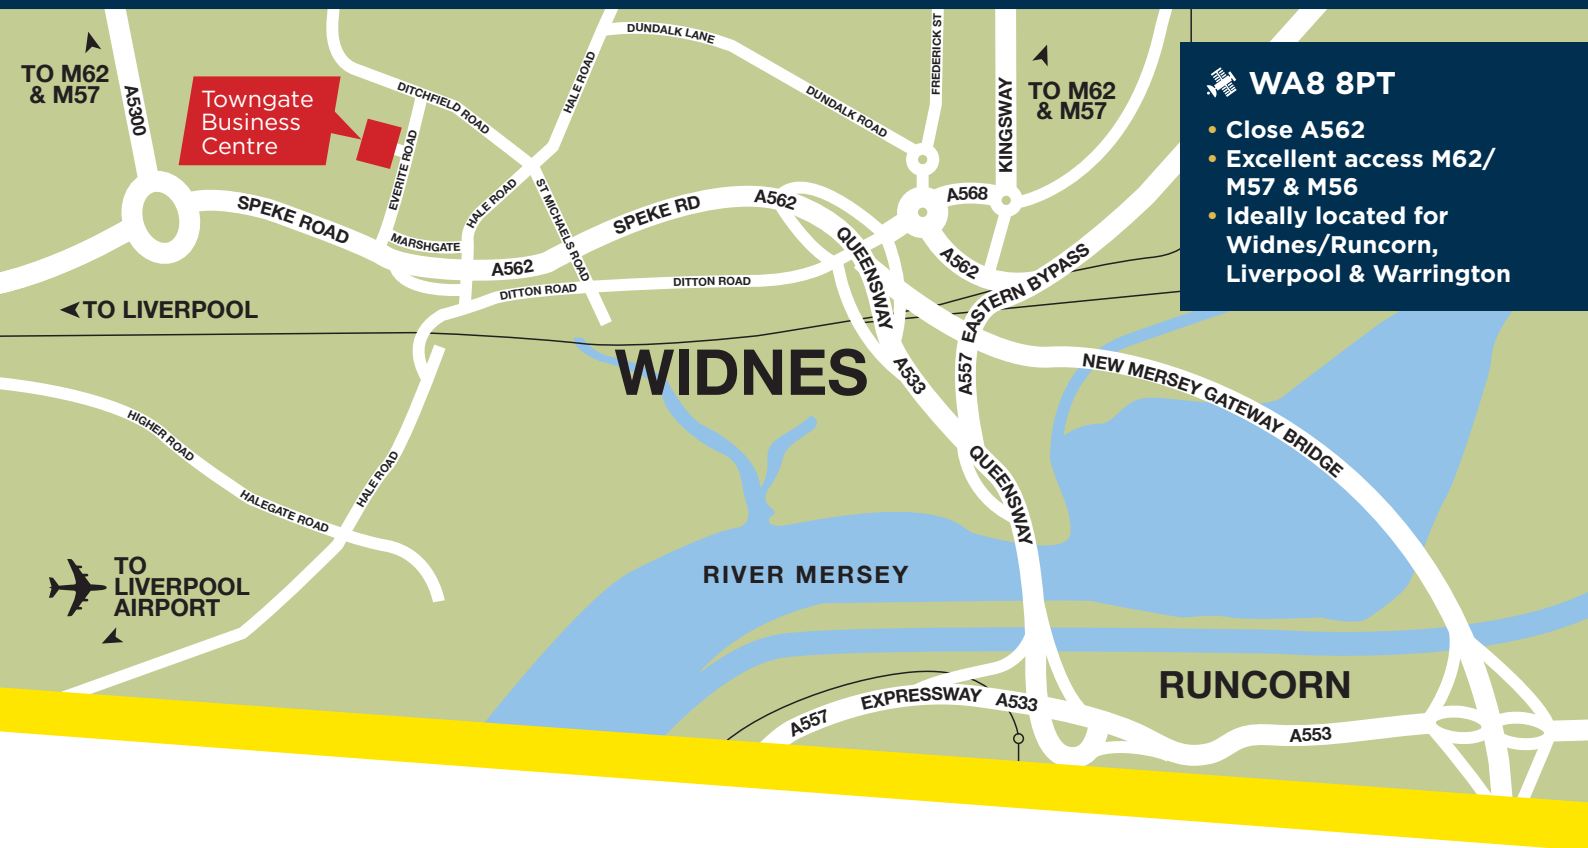 TO M62
& M57
A5300
Towngate
Business
Centre
DITCHFIELD ROAD
EVERITE ROAD
HALE ROAD
DUNDALK LANE
DUNDALK ROAD
FREDERICK ST
KINGSWAY
TO M62
& M57
WA8 8PT
• Close A562
• Excellent access M62/
M57 & M56
• Ideally located for
Widnes/Runcorn,
Liverpool & Warrington
SPEKE ROAD
MARSHGATE
HALE ROAD
ST MICHAELS ROAD
A562
SPEKE RD
A562
A568
A562
QUEENSWAY
EASTERN BYPASS
A557
DITTON ROAD
DITTON ROAD
TO LIVERPOOL
WIDNES
A533
NEW MERSEY GATEWAY BRIDGE
HIGHER ROAD
HALEGATE ROAD
HALE ROAD
QUEENSWAY
TO
LIVERPOOL
AIRPORT
RIVER MERSEY
RUNCORN
A557
EXPRESSWAY
A533
A553